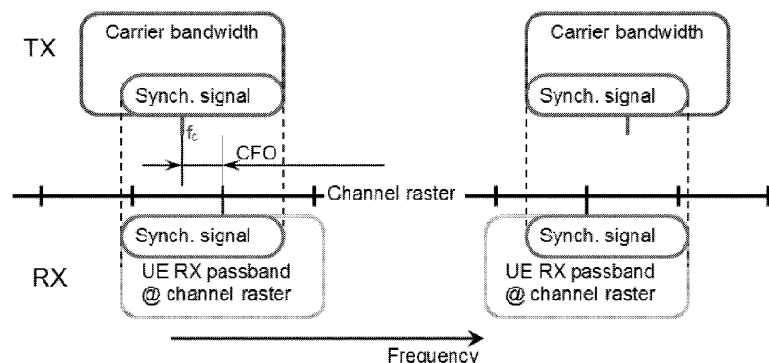 TX
Carrier bandwidth
Synch. signal
f_c
CFO
Carrier bandwidth
Synch. signal
Channel raster
RX
Synch. signal
UE RX passband
@ channel raster
Synch. signal
UE RX passband
@ channel raster
Frequency